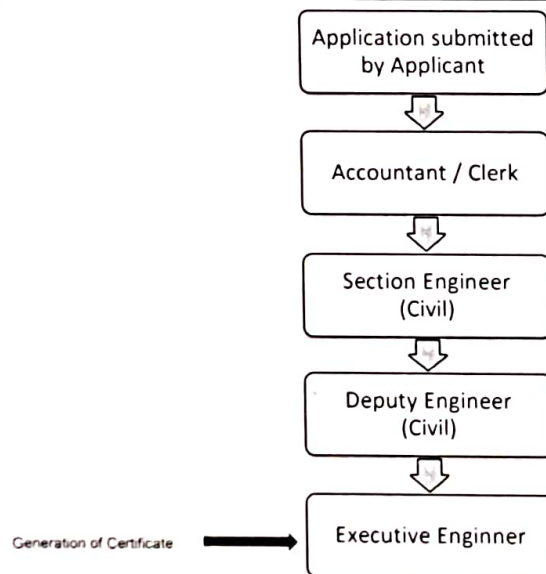 Application submitted
by Applicant
Accountant / Clerk
Section Engineer
(Civil)
Deputy Engineer
(Civil)
Generation of Certificate
Executive Enginner